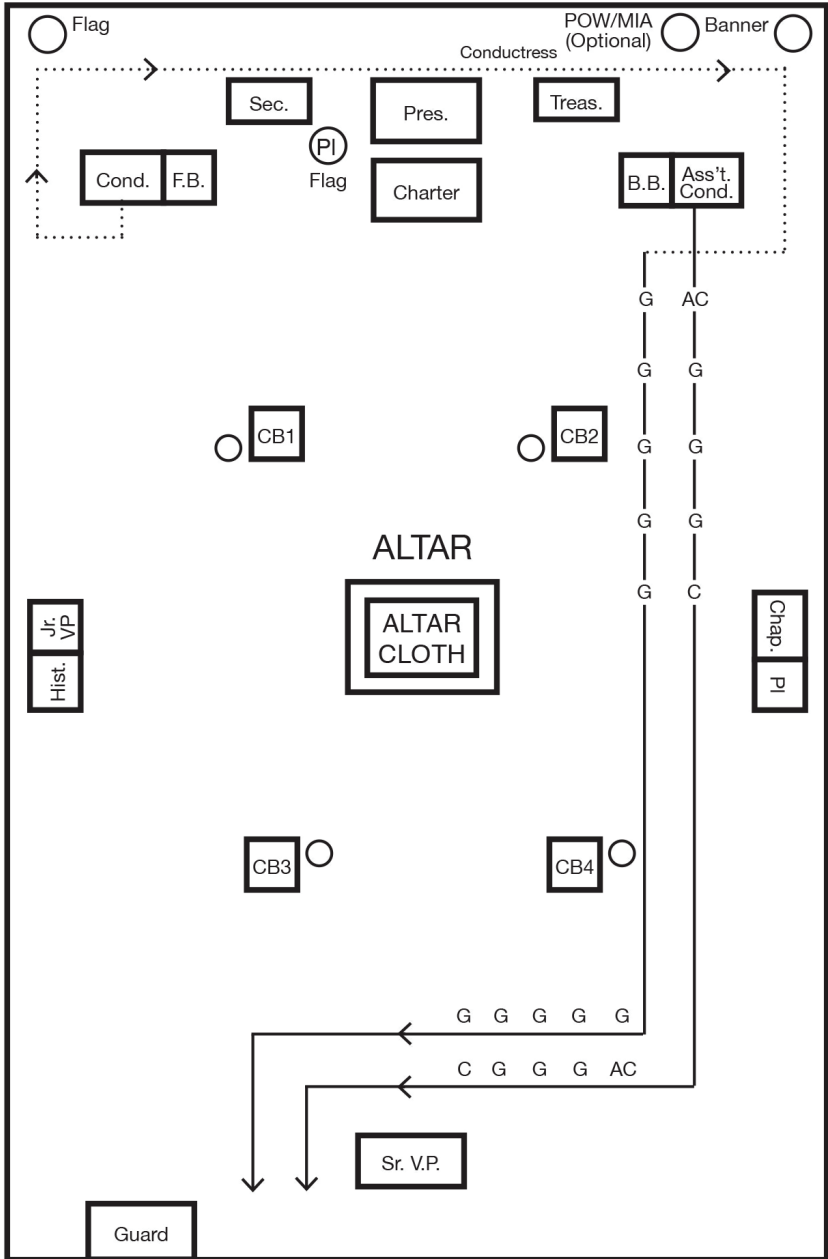 Flag
POW/MIA
(Optional)
Banner
Conductress
Sec.
Pres.
Treas.
PI
Flag
Cond.
F.B.
Charter
B.B.
Ass't.
Cond.
G AC
G G
G G
G G
G C
CB1
CB2
ALTAR
ALTAR
CLOTH
Jr.
VP
Hist.
Chap.
PI
CB3
CB4
G G G G G
C G G G AC
Sr. V.P.
Guard